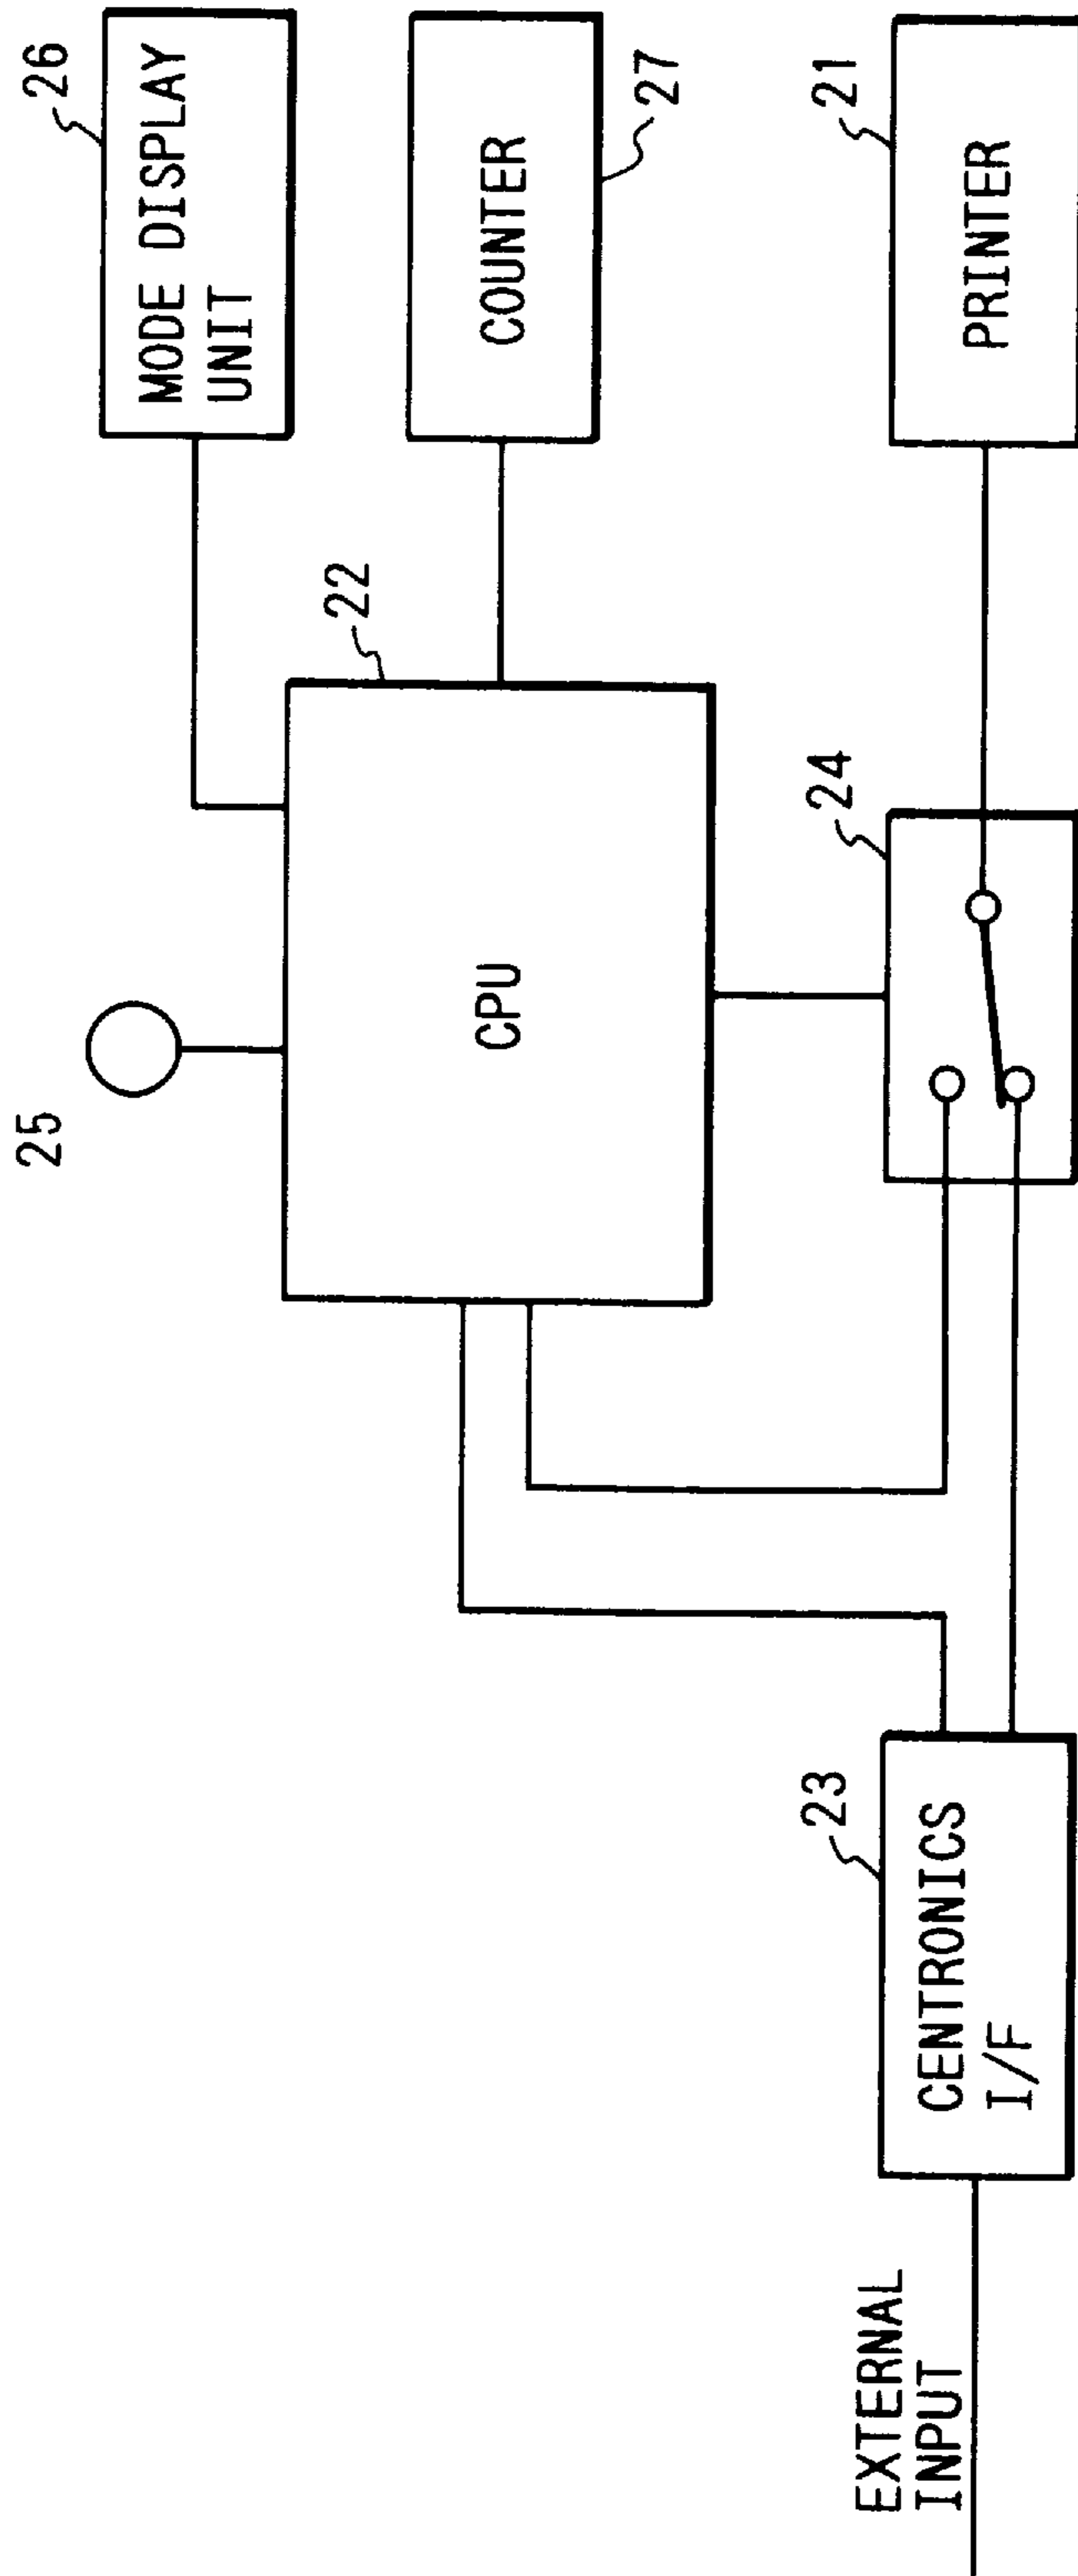 25
26
MODE DISPLAY
UNIT
22
CPU
COUNTER
27
EXTERNAL
INPUT
23
CENTRONICS
I/F
24
21
PRINTER